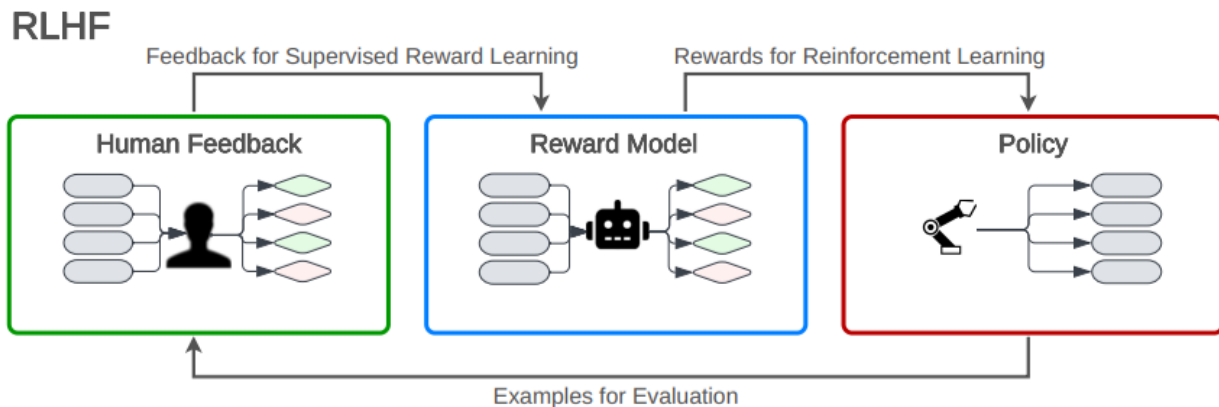 RLHF
Feedback for Supervised Reward Learning
Rewards for Reinforcement Learning
Human Feedback
Reward Model
Policy
Examples for Evaluation